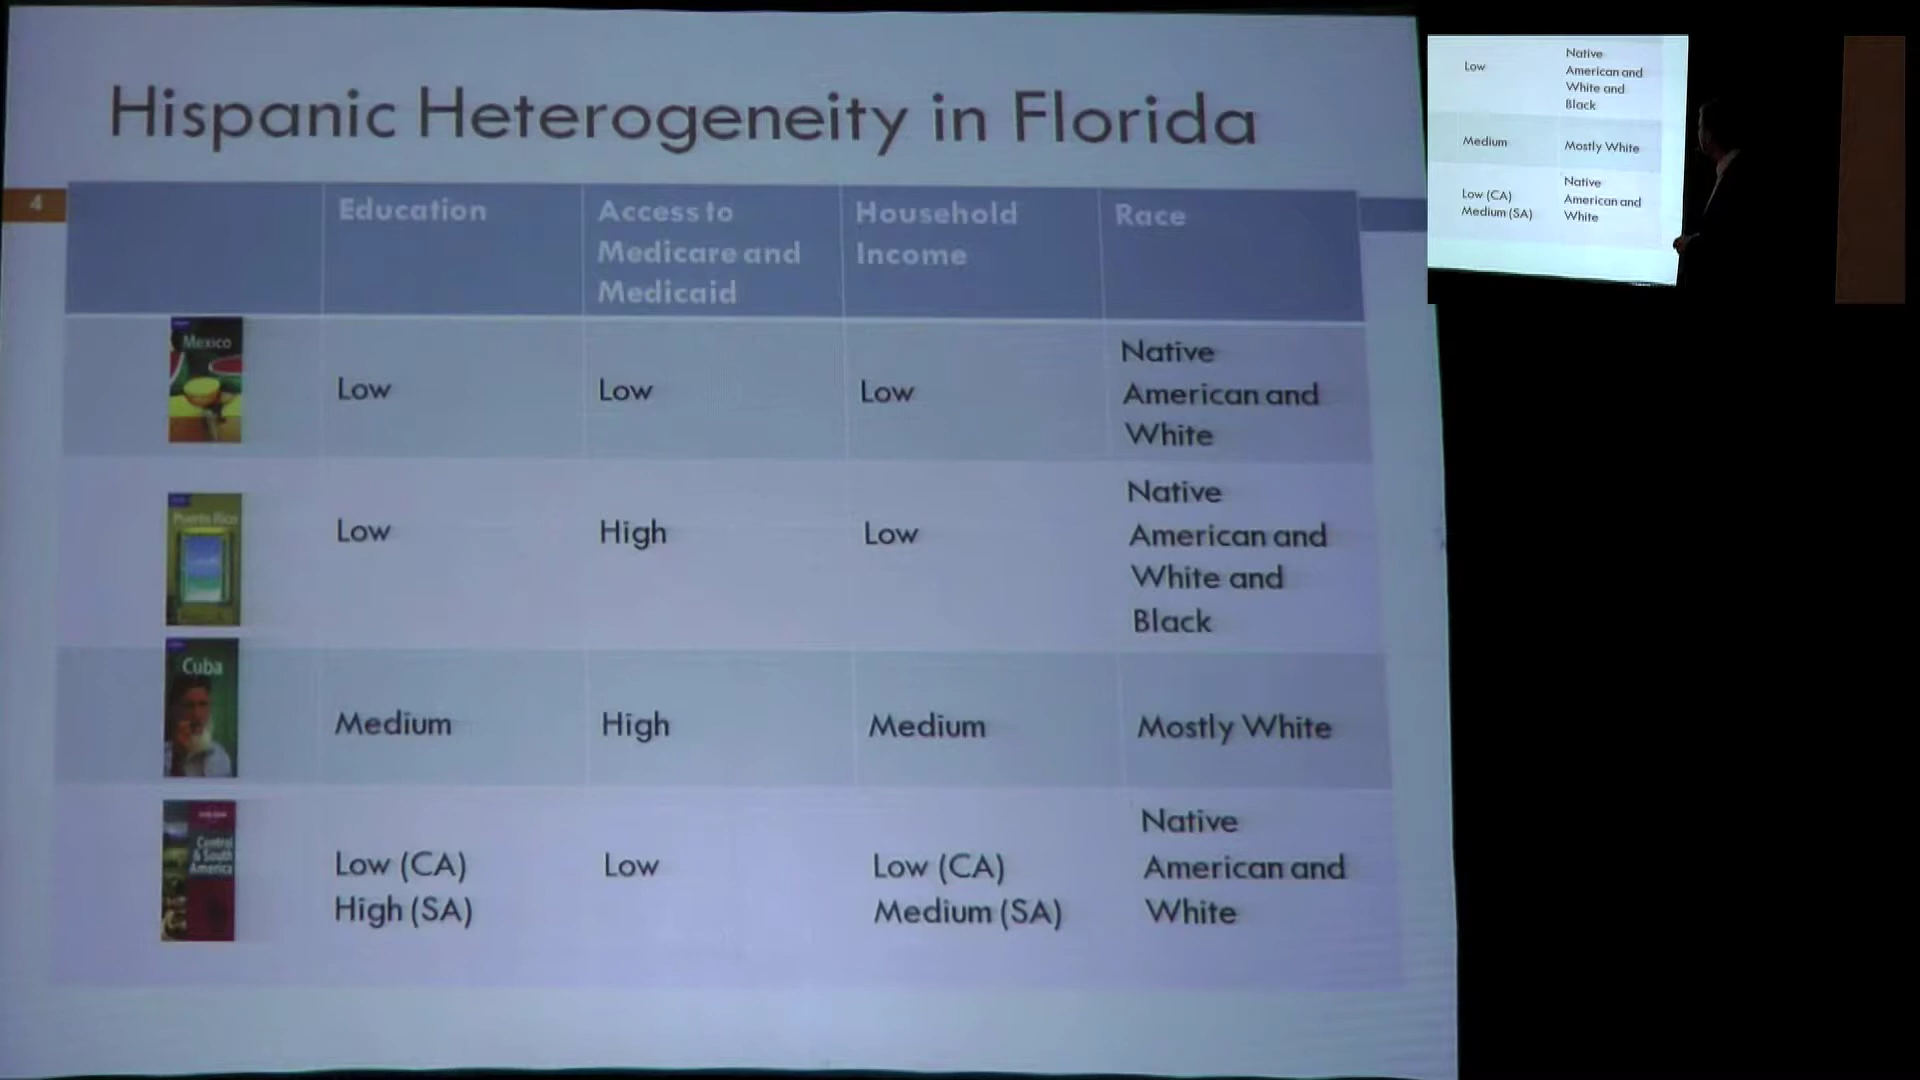 Hispanic Heterogeneity in Florida
4
Education
Access to
Medicare and
Medicaid
Household
Income
Race
Mexico
Low
Low
Low
Native
American and
White
Puerto Rico
Low
High
Low
Native
American and
White and
Black
Cuba
Medium
High
Medium
Mostly White
Central
& South
America
Low (CA)
High (SA)
Low
Low (CA)
Medium (SA)
Native
American and
White
Low
Native
American and
White and
Black
Medium
Mostly White
Low (CA)
Medium (SA)
Native
American and
White